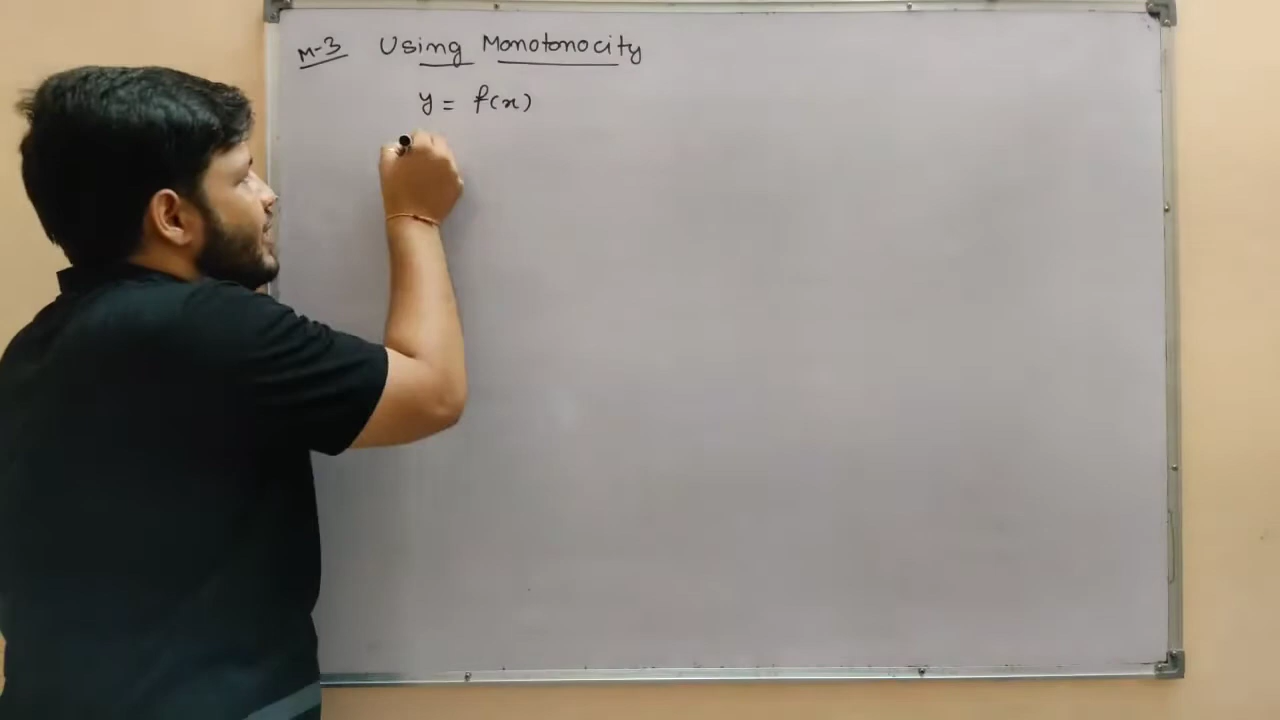 M-3 Using Monotonocity
y = f(x)